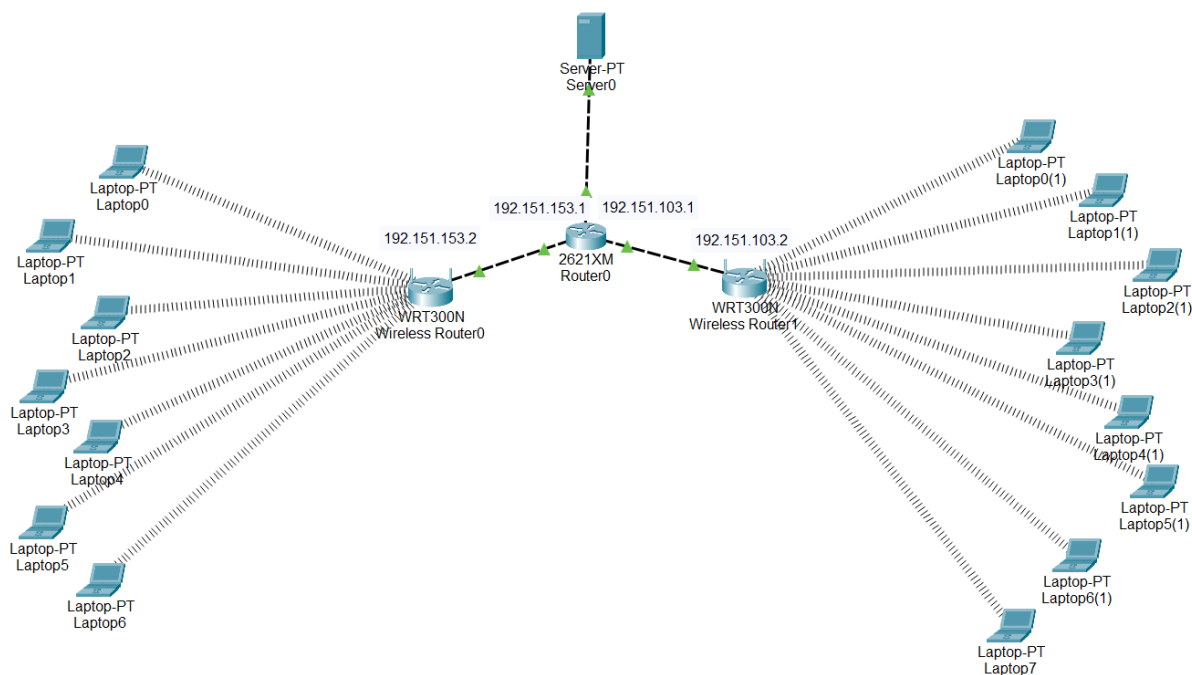 Server-PT
Server0
192.151.153.1
192.151.103.1
192.151.153.2
192.151.103.2
2621XM
Router0
WRT300N
Wireless Router0
WRT300N
Wireless Router1
Laptop-PT
Laptop0
Laptop-PT
Laptop1
Laptop-PT
Laptop2
Laptop-PT
Laptop3
Laptop-PT
Laptop4
Laptop-PT
Laptop5
Laptop-PT
Laptop6
Laptop-PT
Laptop0(1)
Laptop-PT
Laptop1(1)
Laptop-PT
Laptop2(1)
Laptop-PT
Laptop3(1)
Laptop-PT
Laptop4(1)
Laptop-PT
Laptop5(1)
Laptop-PT
Laptop6(1)
Laptop-PT
Laptop7